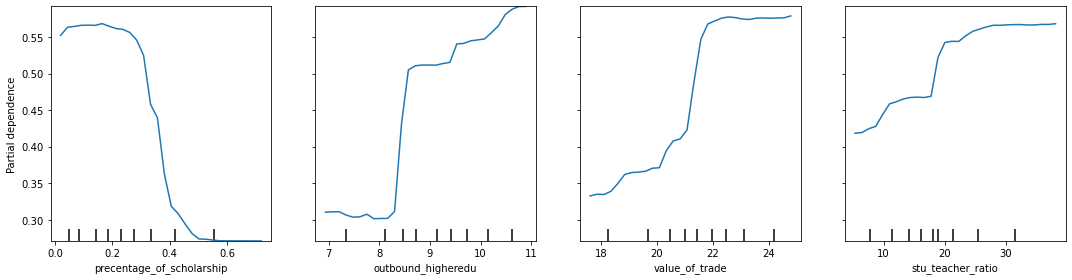 Partial dependence
0.55
0.50
0.45
0.40
0.35
0.30
0.0 0.2 0.4 0.6
precentage_of_scholarship
7 8 9 10 11
outbound_higheredu
18 20 22 24
value_of_trade
10 20 30
stu_teacher_ratio